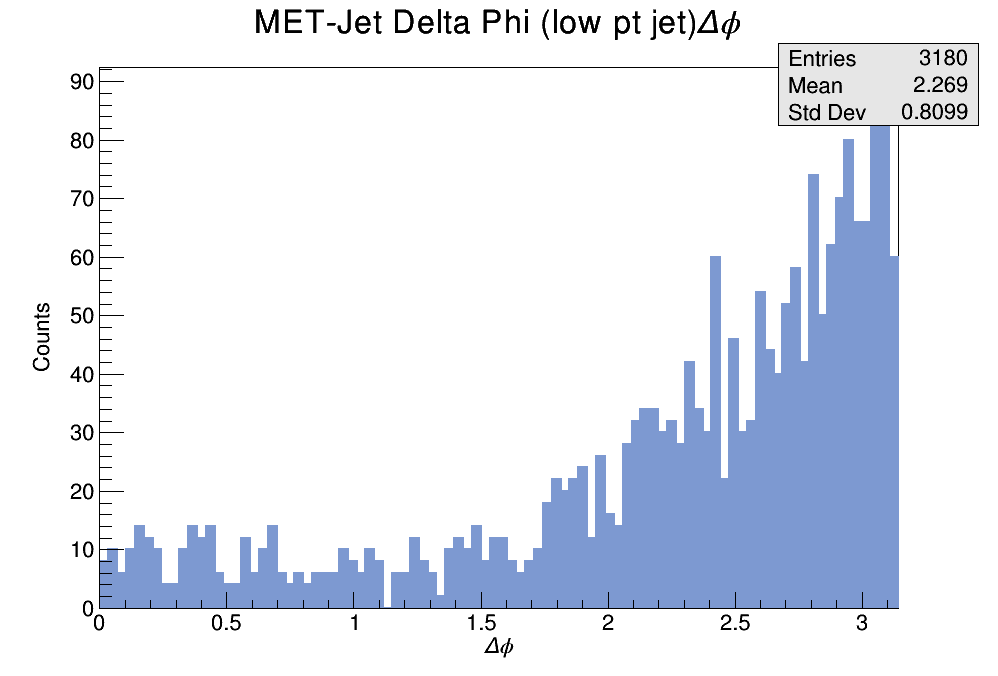 MET-Jet Delta Phi (low pt jet)Δϕ
Entries 3180
Mean 2.269
Std Dev 0.8099
90
80
70
60
50
40
30
20
10
0
Counts
0 0.5 1 1.5 2 2.5 3
Δϕ